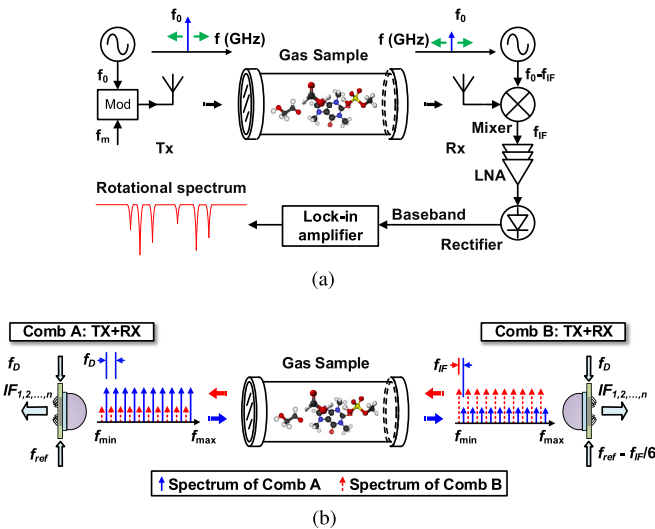 f0
f (GHz)
f0
f (GHz)
Gas Sample
f0
f0-fIF
Mod
Mixer
fm
Tx
Rx
fIF
LNA
Rotational spectrum
Lock-in
amplifier
Baseband
Rectifier
(a)
Comb A: TX+RX
Comb B: TX+RX
fD
fD
Gas Sample
fIF
fD
IF1,2,...,n
IF1,2,...,n
fmin
fmax
fmin
fmax
fref
fref - fIF/6
Spectrum of Comb A
Spectrum of Comb B
(b)